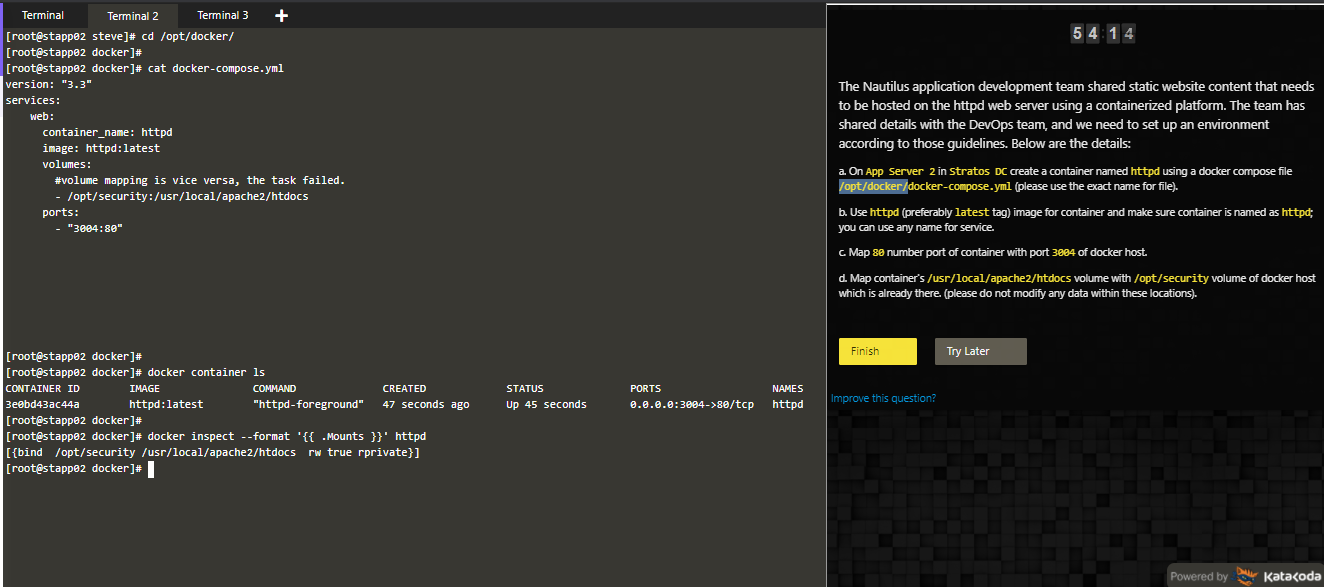 Terminal
Terminal 2
Terminal 3
+
[root@stapp02 steve]# cd /opt/docker/
[root@stapp02 docker]#
[root@stapp02 docker]# cat docker-compose.yml
version: "3.3"
services:
    web:
      container_name: httpd
      image: httpd:latest
      volumes:
        #volume mapping is vice versa, the task failed.
        - /opt/security:/usr/local/apache2/htdocs
      ports:
        - "3004:80"
[root@stapp02 docker]#
[root@stapp02 docker]# docker container ls
CONTAINER ID        IMAGE               COMMAND              CREATED             STATUS              PORTS                  NAMES
3e0bd43ac44a        httpd:latest        "httpd-foreground"   47 seconds ago      Up 45 seconds       0.0.0.0:3004->80/tcp   httpd
[root@stapp02 docker]#
[root@stapp02 docker]# docker inspect --format '{{ .Mounts }}' httpd
[{bind  /opt/security /usr/local/apache2/htdocs  rw true rprivate}]
[root@stapp02 docker]#
54:14
The Nautilus application development team shared static website content that needs
to be hosted on the httpd web server using a containerized platform. The team has
shared details with the DevOps team, and we need to set up an environment
according to those guidelines. Below are the details:
a. On App Server 2 in Stratos DC create a container named httpd using a docker compose file
/opt/docker/docker-compose.yml (please use the exact name for file).
b. Use httpd (preferably latest tag) image for container and make sure container is named as httpd;
you can use any name for service.
c. Map 80 number port of container with port 3004 of docker host.
d. Map container's /usr/local/apache2/htdocs volume with /opt/security volume of docker host
which is already there. (please do not modify any data within these locations).
Finish
Try Later
Improve this question?
Powered by Katacoda